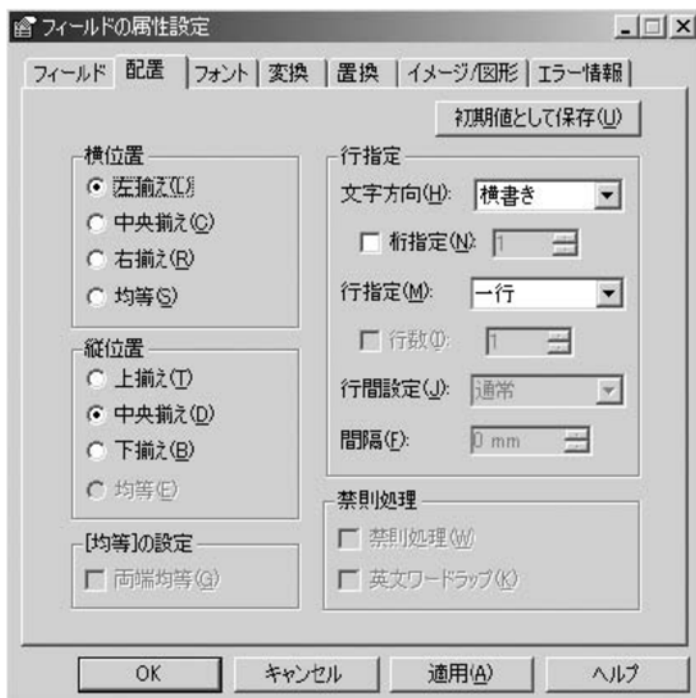 フィールドの属性設定
フィールド 配置 フォント 変換 置換 イメージ/図形 エラー情報
初期値として保存(U)
横位置
左揃え(L)
中央揃え(C)
右揃え(R)
均等(S)
縦位置
上揃え(T)
中央揃え(D)
下揃え(B)
均等(E)
[均等]の設定
両端均等(G)
行指定
文字方向(H): 横書き
桁指定(N): 1
行指定(M): 一行
行数(I): 1
行間設定(J): 通常
間隔(F): 0 mm
禁則処理
禁則処理(W)
英文ワードラップ(K)
OK キャンセル 適用(A) ヘルプ